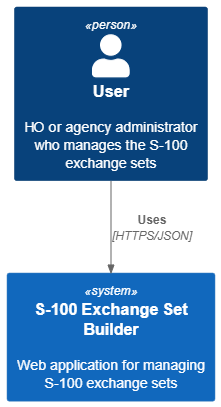 «person»
User
HO or agency administrator
who manages the S-100
exchange sets
Uses
[HTTPS/JSON]
«system»
S-100 Exchange Set
Builder
Web application for managing
S-100 exchange sets